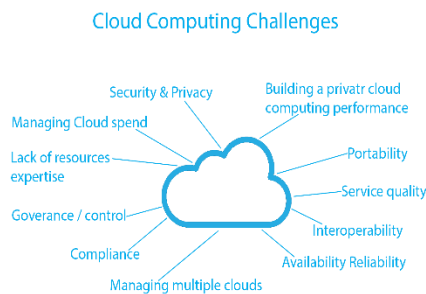 Cloud Computing Challenges
Security & Privacy
Building a privatr cloud
computing performance
Managing Cloud spend
Portability
Lack of resources
expertise
Service quality
Goverance / control
Interoperability
Compliance
Availability Reliability
Managing multiple clouds